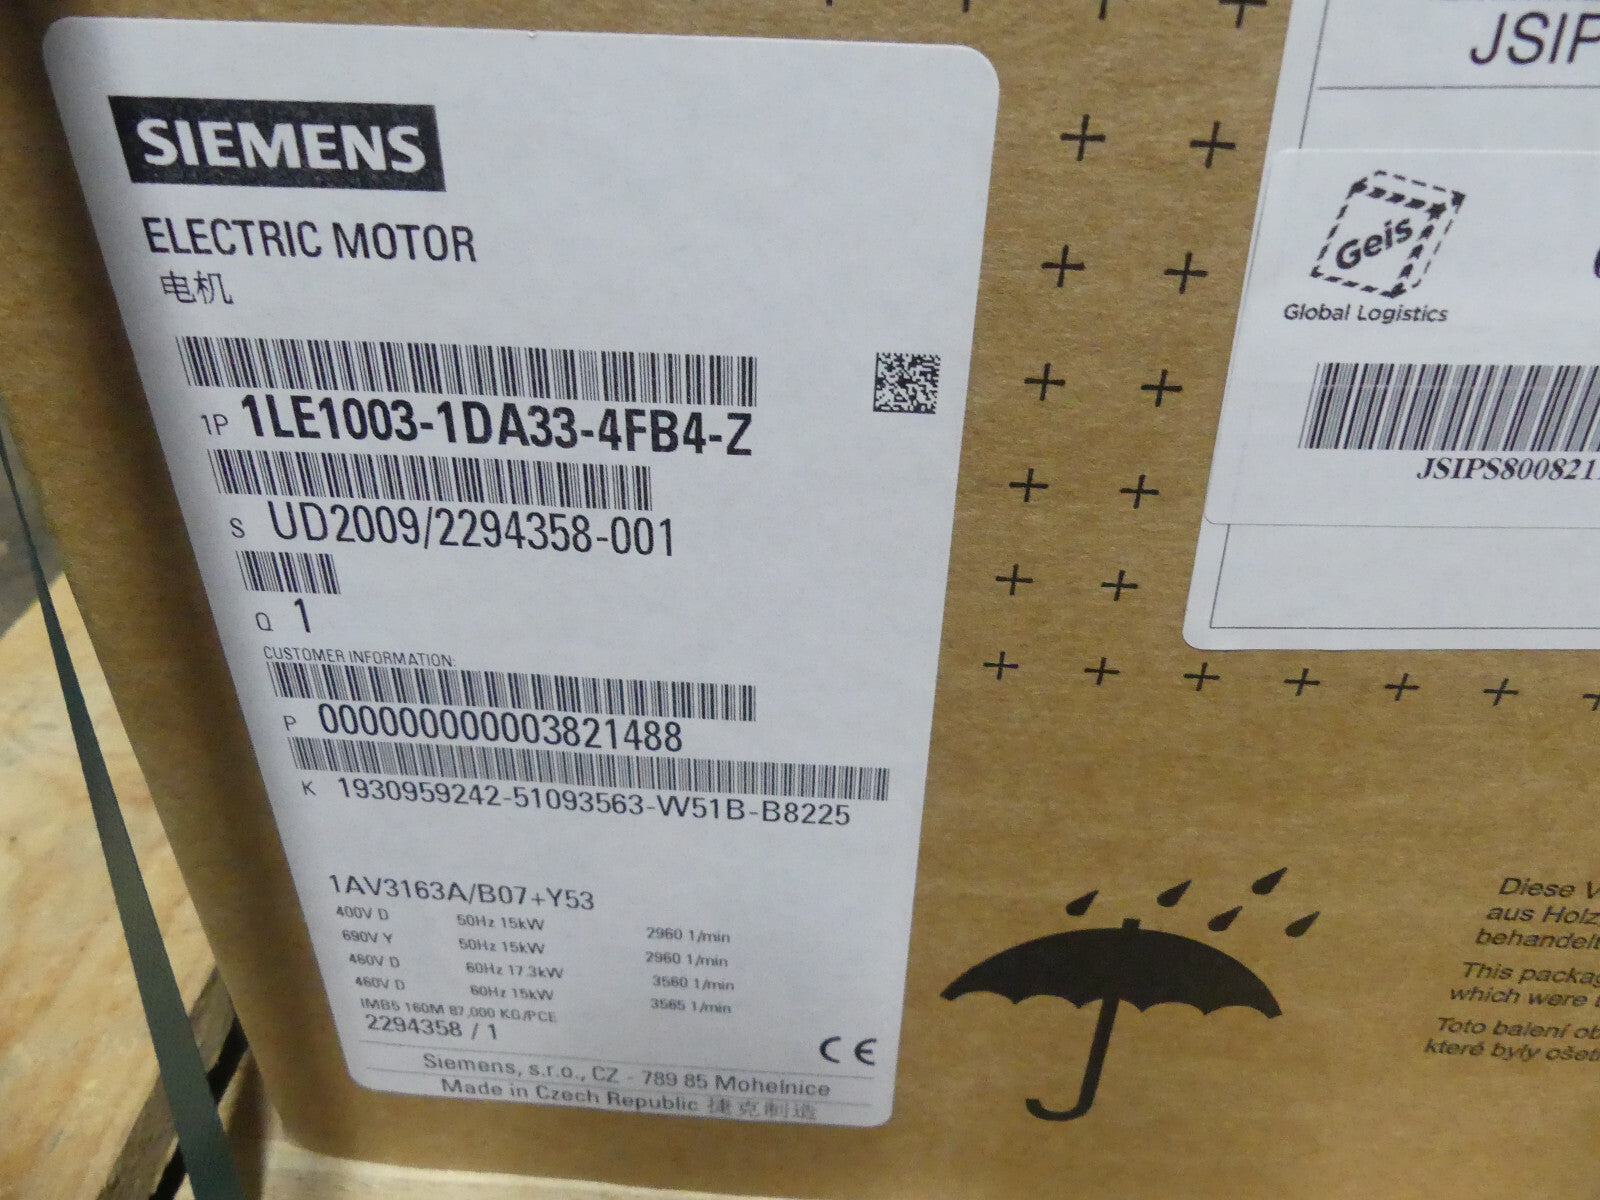 SIEMENS
ELECTRIC MOTOR
电机
1P 1LE1003-1DA33-4FB4-Z
S UD2009/2294358-001
Q 1
CUSTOMER INFORMATION:
P 000000000003821488
K 1930959242-51093563-W51B-B8225
1AV3163A/B07+Y53
400V D 50Hz 15kW 2960 1/min
690V Y 50Hz 15kW 2960 1/min
460V D 60Hz 17.3kW 3560 1/min
460V D 60Hz 15kW 3565 1/min
IMB5 160M 87,000 KG/PCE
2294358 / 1
CE
Siemens, s.r.o., CZ - 789 85 Mohelnice
Made in Czech Republic 捷克制造
JSIP
Geis
Global Logistics
JSIPS800821
Diese V
aus Holz
behandelt
This packag
which were
Toto balení ob
které byly ošet